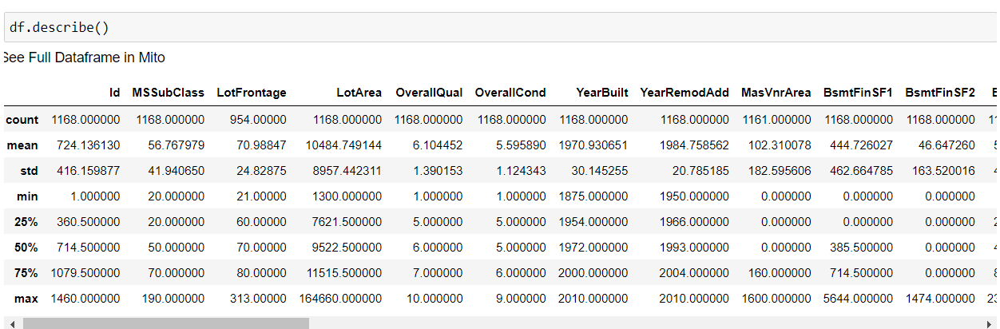 df.describe()
See Full Dataframe in Mito
Id MSSubClass LotFrontage LotArea OverallQual OverallCond YearBuilt YearRemodAdd MasVnrArea BsmtFinSF1 BsmtFinSF2
count 1168.000000 1168.000000 954.00000 1168.000000 1168.000000 1168.000000 1168.000000 1168.000000 1161.000000 1168.000000 1168.000000
mean 724.136130 56.767979 70.98847 10484.749144 6.104452 5.595890 1970.930651 1984.758562 102.310078 444.726027 46.647260
std 416.159877 41.940650 24.82875 8957.442311 1.390153 1.124343 30.145255 20.785185 182.595606 462.664785 163.520016
min 1.000000 20.000000 21.00000 1300.000000 1.000000 1.000000 1875.000000 1950.000000 0.000000 0.000000 0.000000
25% 360.500000 20.000000 60.00000 7621.500000 5.000000 5.000000 1954.000000 1966.000000 0.000000 0.000000 0.000000
50% 714.500000 50.000000 70.00000 9522.500000 6.000000 5.000000 1972.000000 1993.000000 0.000000 385.500000 0.000000
75% 1079.500000 70.000000 80.00000 11515.500000 7.000000 6.000000 2000.000000 2004.000000 160.000000 714.500000 0.000000
max 1460.000000 190.000000 313.00000 164660.000000 10.000000 9.000000 2010.000000 2010.000000 1600.000000 5644.000000 1474.000000